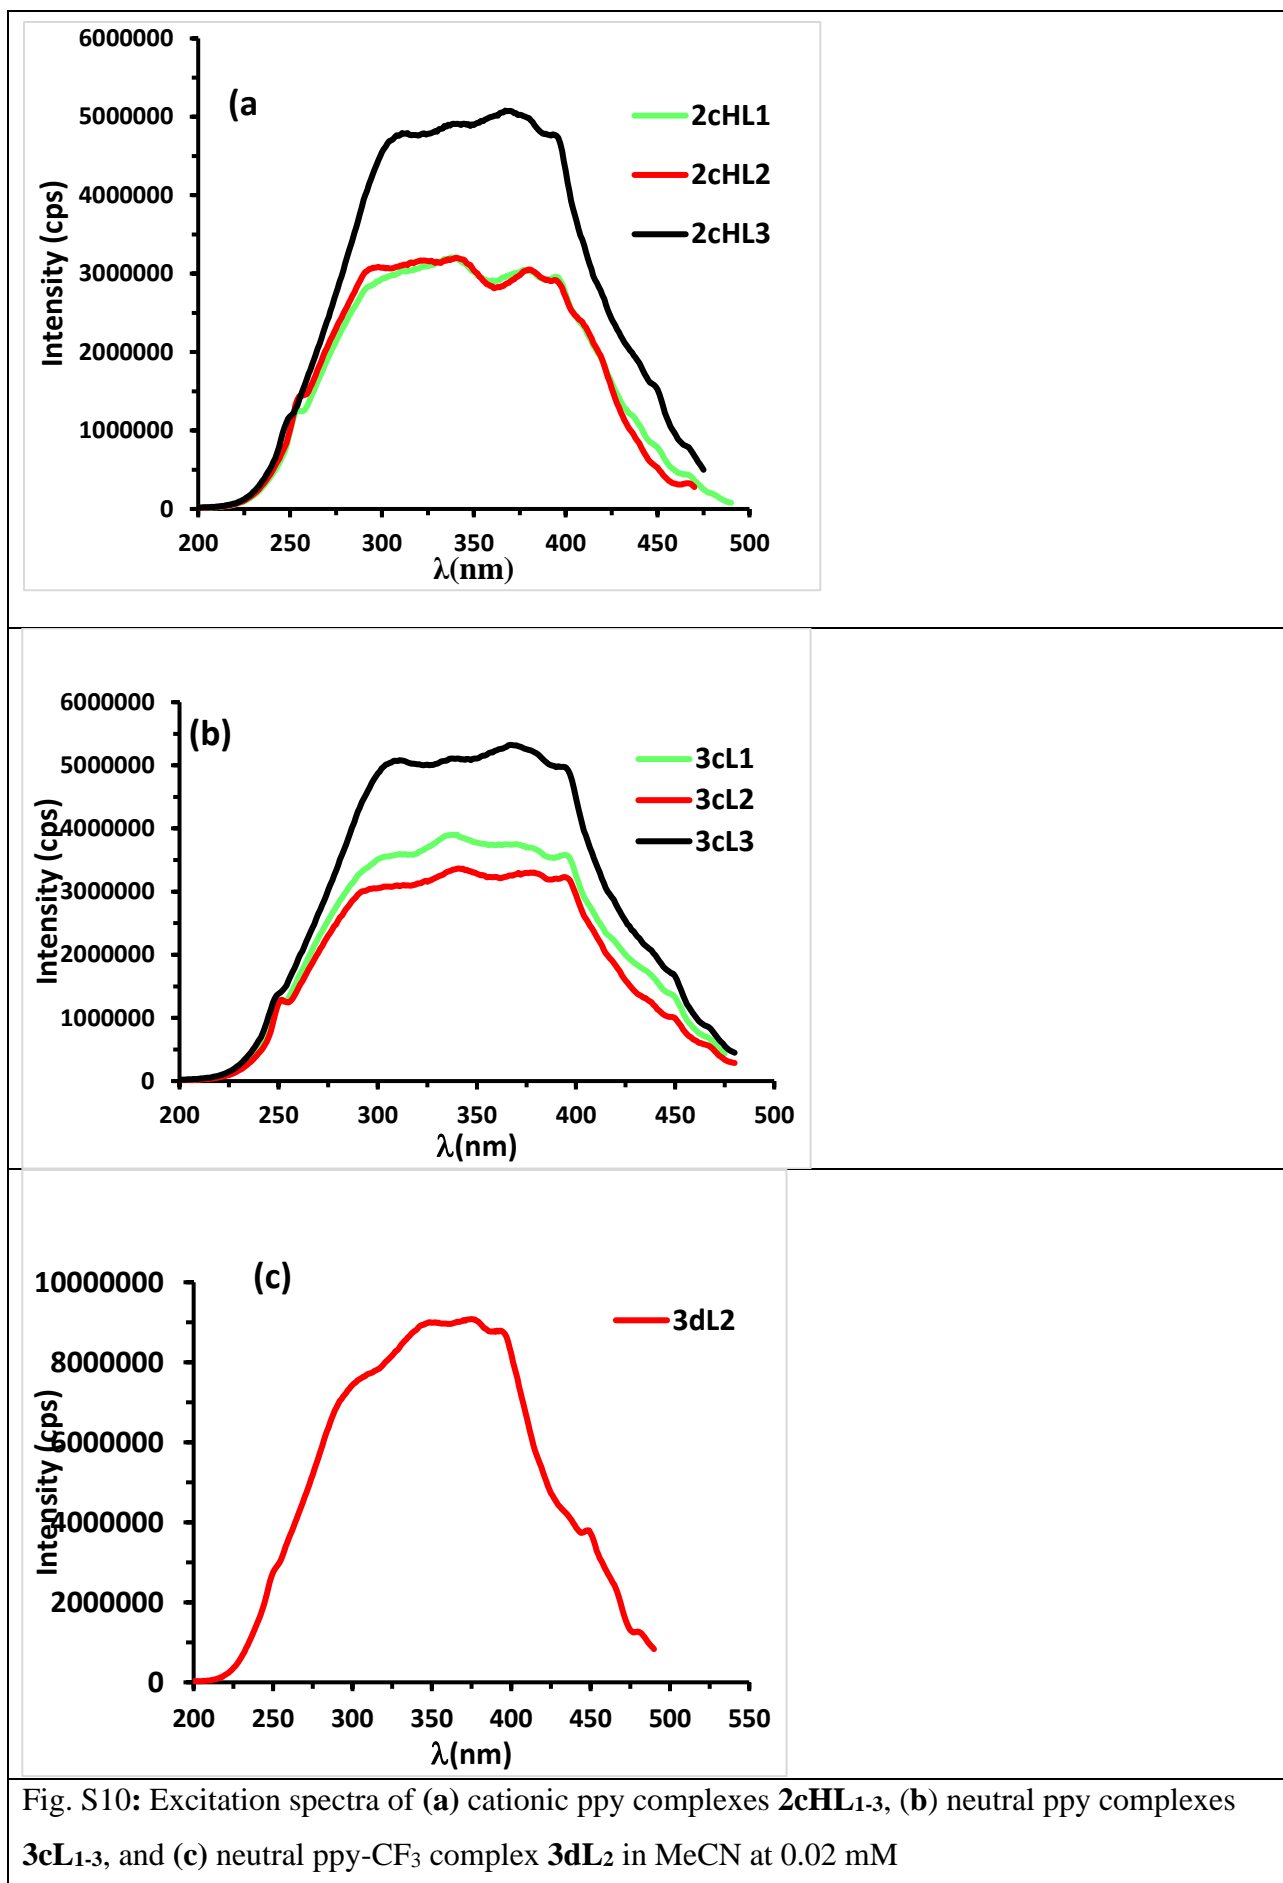 6000000
5000000
4000000
3000000
2000000
1000000
0
Intensity (cps)
(a
2cHL1
2cHL2
2cHL3
200 250 300 350 400 450 500
λ(nm)
6000000
5000000
4000000
3000000
2000000
1000000
0
Intensity (cps)
(b)
3cL1
3cL2
3cL3
200 250 300 350 400 450 500
λ(nm)
10000000
8000000
6000000
4000000
2000000
0
Intensity (cps)
(c)
3dL2
200 250 300 350 400 450 500 550
λ(nm)
Fig. S10: Excitation spectra of (a) cationic ppy complexes 2cHL1-3, (b) neutral ppy complexes
3cL1-3, and (c) neutral ppy-CF3 complex 3dL2 in MeCN at 0.02 mM